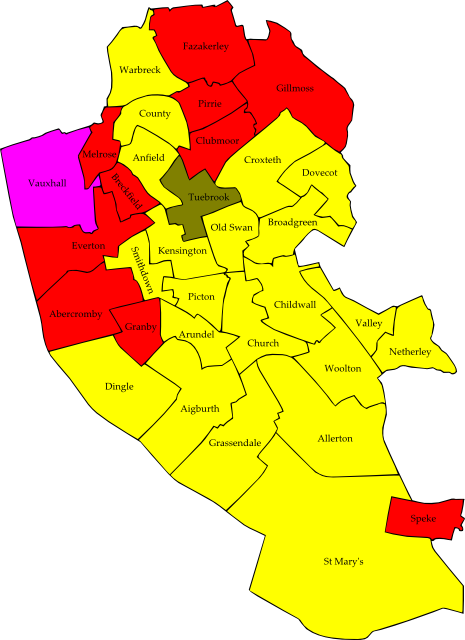 Fazakerley
Warbreck
Gillmoss
Pirrie
County
Clubmoor
Melrose
Anfield
Croxteth
Dovecot
Vauxhall
Breckfield
Tuebrook
Old Swan
Broadgreen
Everton
Kensington
Smithdown
Picton
Childwall
Abercromby
Granby
Arundel
Valley
Church
Netherley
Woolton
Dingle
Aigburth
Allerton
Grassendale
Speke
St Mary's